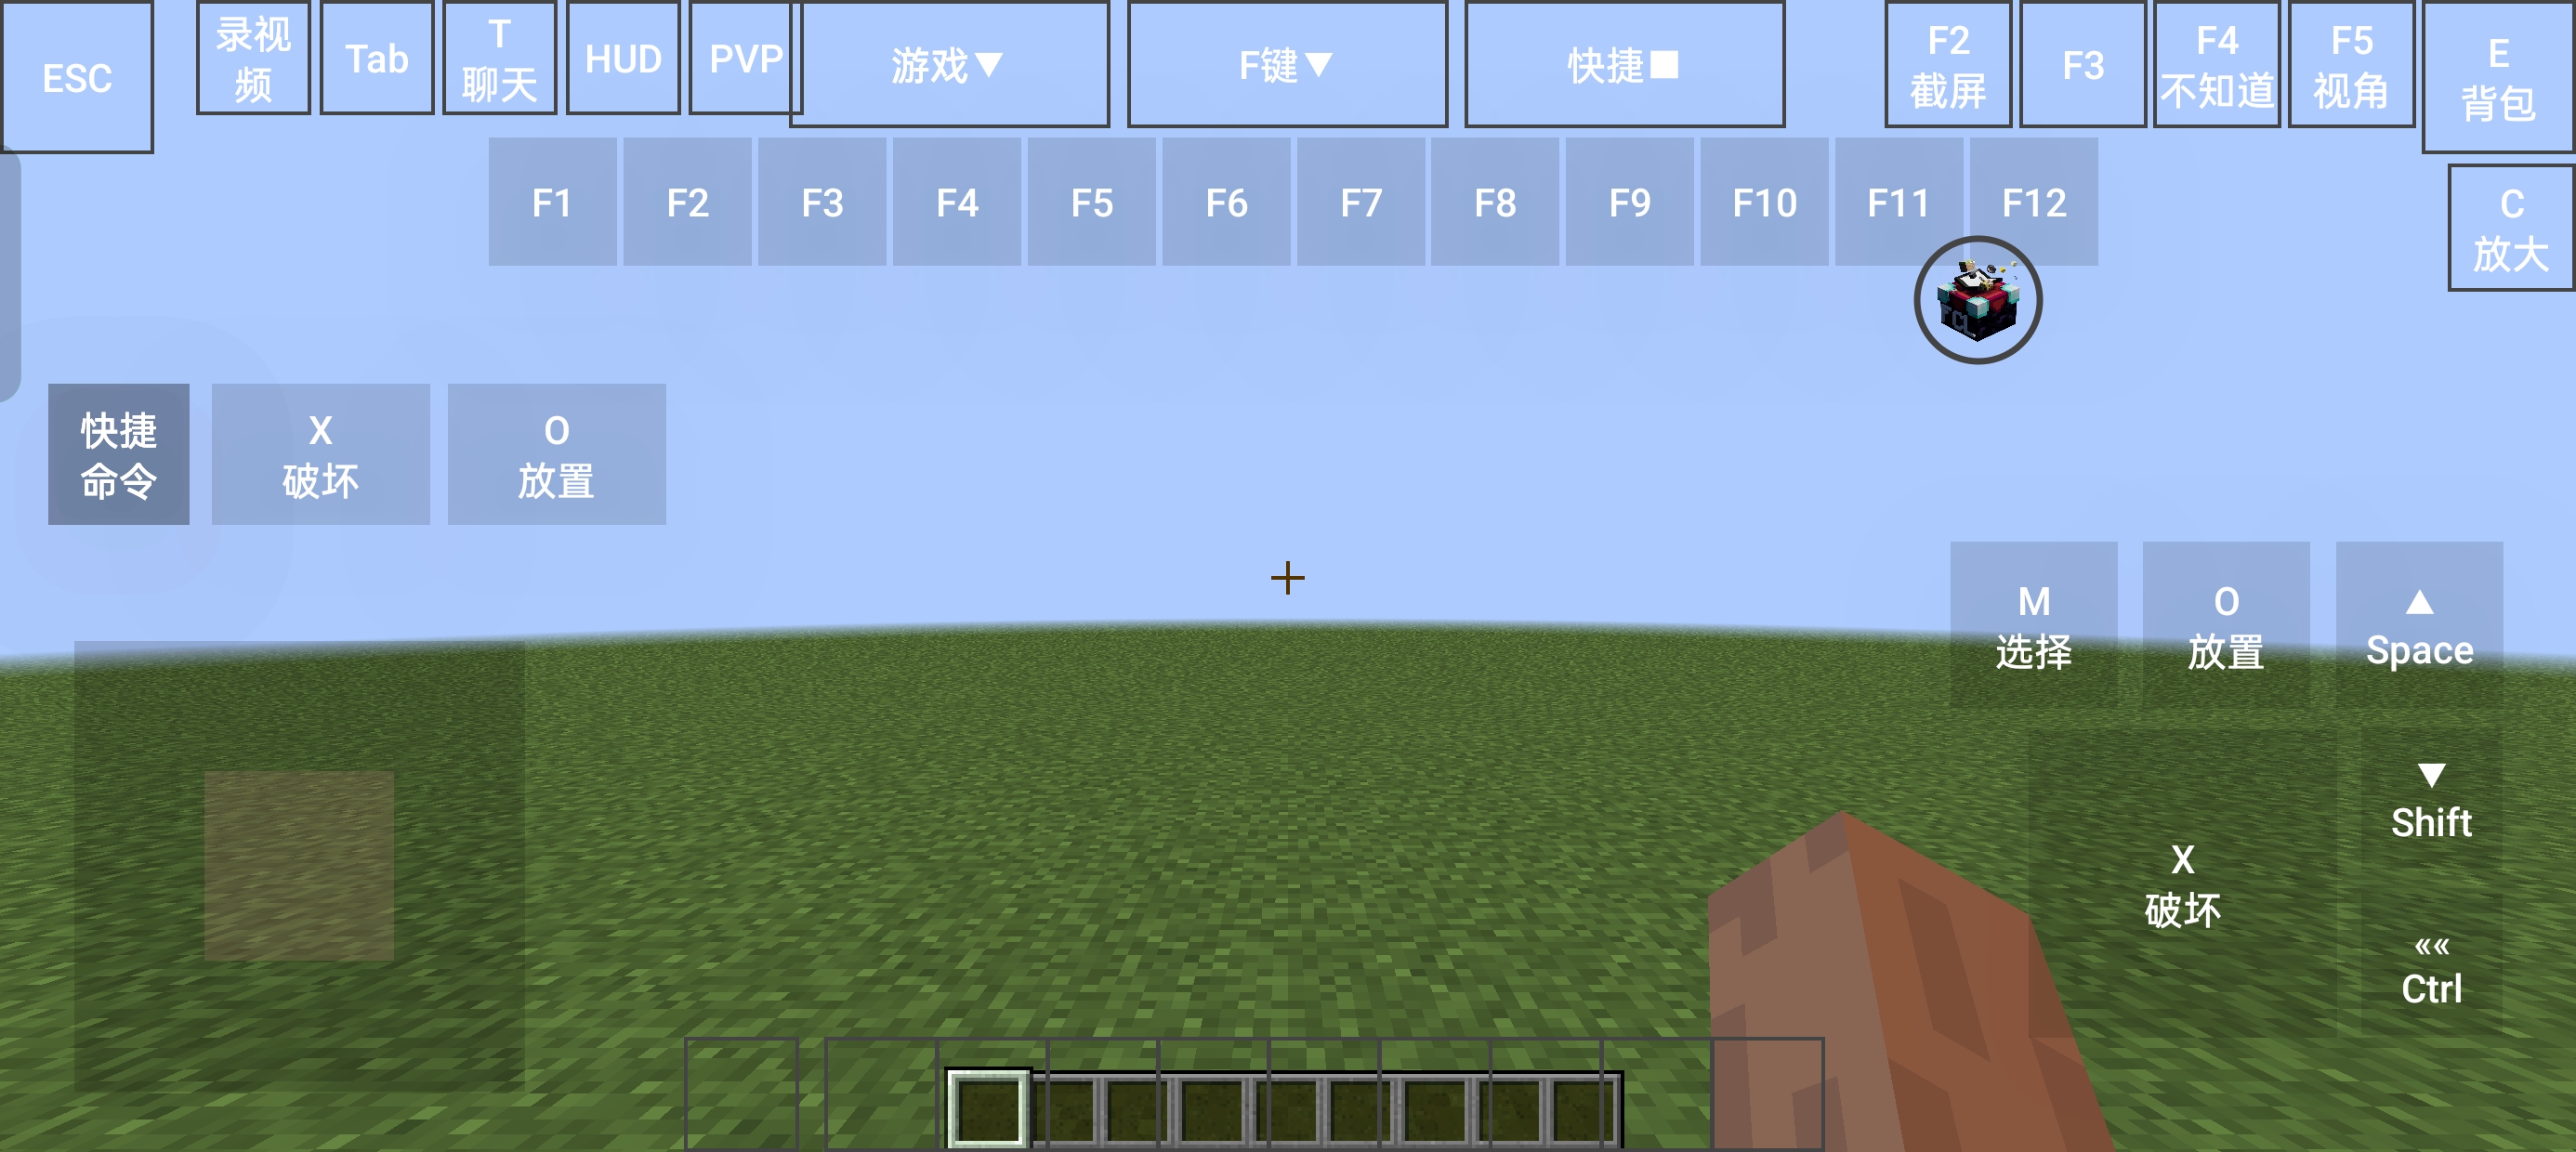 ESC
录视
频
Tab
T
聊天
HUD
PVP
游戏▼
F键▼
快捷■
F2
截屏
F3
F4
不知道
F5
视角
E
背包
F1
F2
F3
F4
F5
F6
F7
F8
F9
F10
F11
F12
C
放大
FCL
快捷
命令
X
破坏
O
放置
M
选择
O
放置
▲
Space
▼
Shift
X
破坏
««
Ctrl